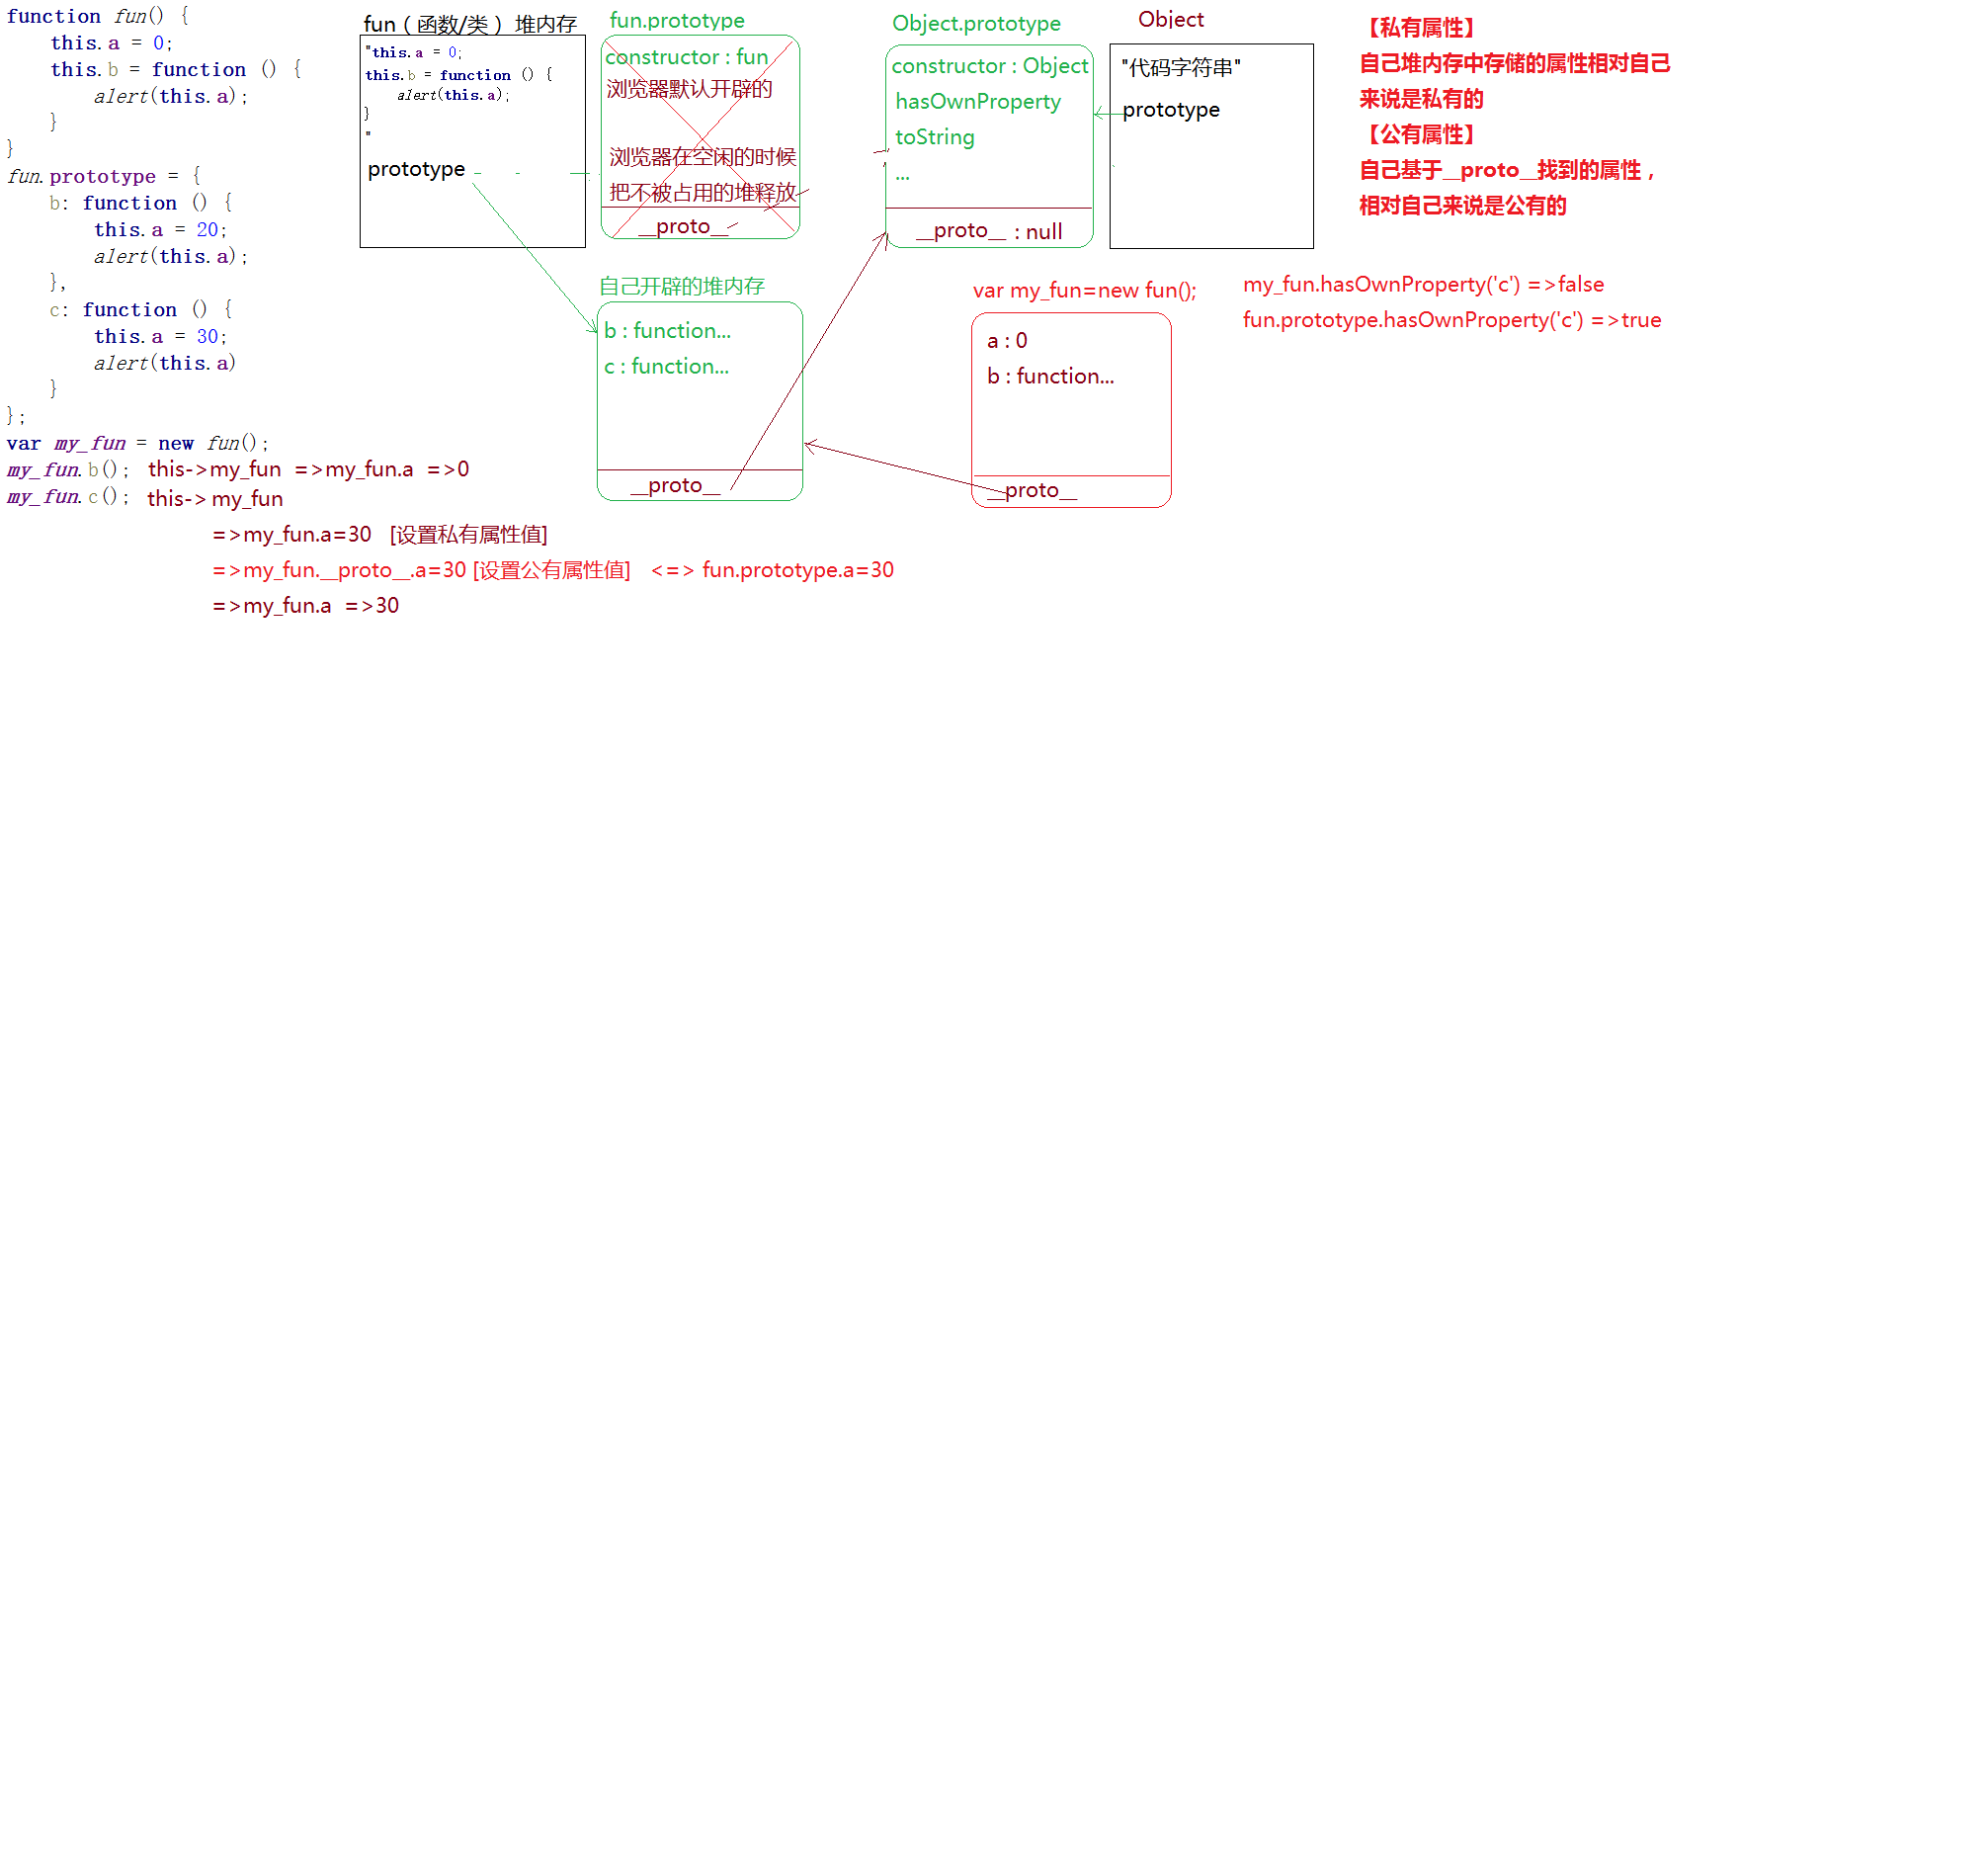 function fun() {
    this.a = 0;
    this.b = function () {
        alert(this.a);
    }
}
fun.prototype = {
    b: function () {
        this.a = 20;
        alert(this.a);
    },
    c: function () {
        this.a = 30;
        alert(this.a)
    }
};
var my_fun = new fun();
my_fun.b(); this->my_fun =>my_fun.a =>0
my_fun.c(); this-> my_fun
=>my_fun.a=30 [设置私有属性值]
=>my_fun.__proto__.a=30 [设置公有属性值] <=> fun.prototype.a=30
=>my_fun.a =>30
fun（函数/类）堆内存
"this.a = 0;
this.b = function () {
    alert(this.a);
}
"
prototype
fun.prototype
constructor : fun
浏览器默认开辟的
浏览器在空闲的时候
把不被占用的堆释放
__proto__
自己开辟的堆内存
b : function...
c : function...
__proto__
Object.prototype
constructor : Object
hasOwnProperty
toString
...
__proto__ : null
Object
"代码字符串"
prototype
var my_fun=new fun();
a : 0
b : function...
__proto__
【私有属性】
自己堆内存中存储的属性相对自己
来说是私有的
【公有属性】
自己基于__proto__找到的属性，
相对自己来说是公有的
my_fun.hasOwnProperty('c') =>false
fun.prototype.hasOwnProperty('c') =>true